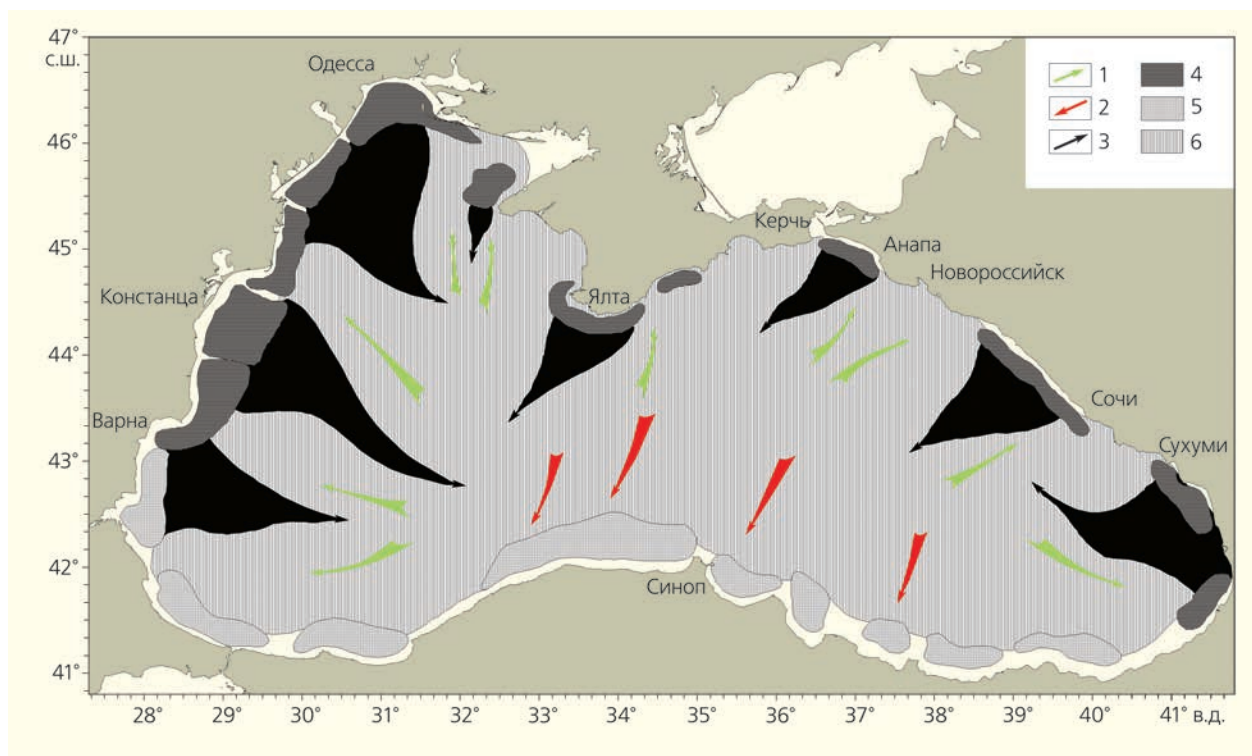 47°
с.ш.
46°
45°
44°
43°
42°
41°
Одесса
Керчь
Анапа
Новороссийск
Констанца
Ялта
Варна
Сочи
Сухуми
Синоп
1
2
3
4
5
6
28° 29° 30° 31° 32° 33° 34° 35° 36° 37° 38° 39° 40° 41° в.д.